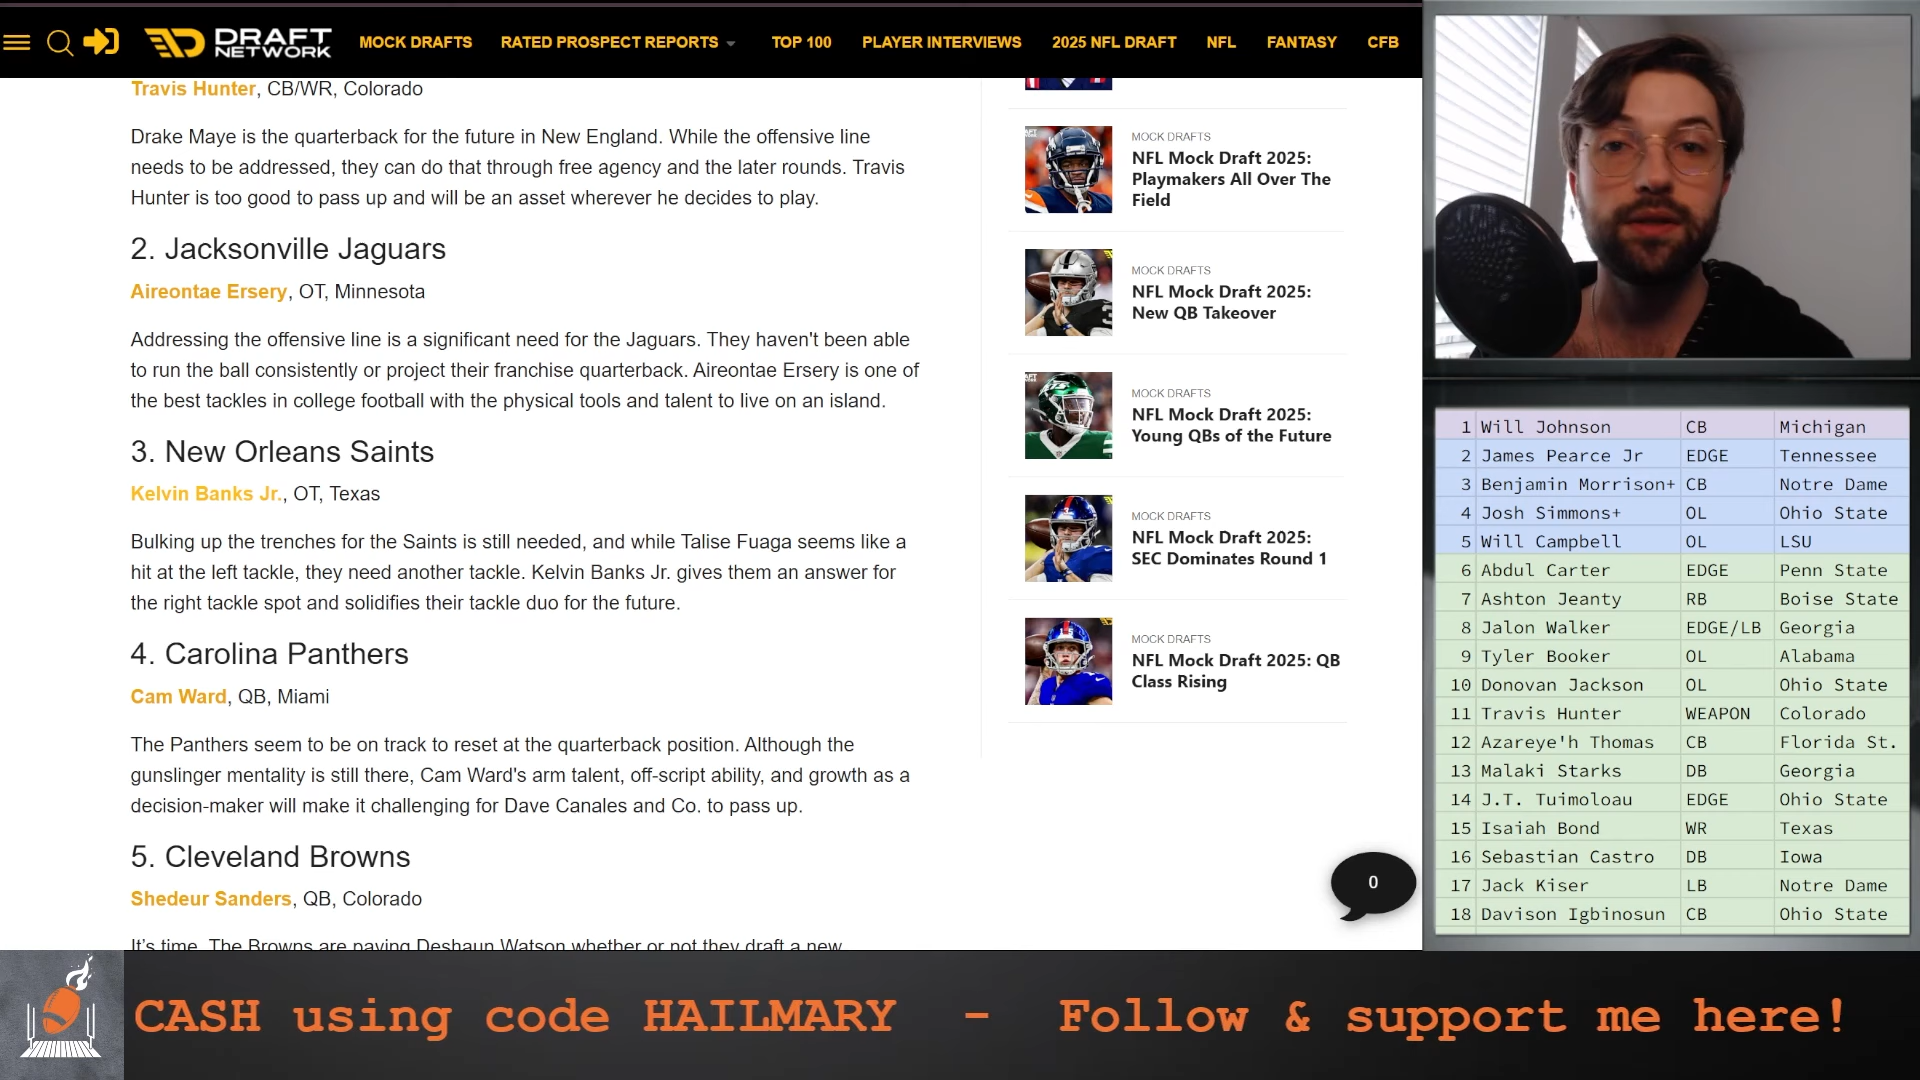 DRAFT NETWORK
MOCK DRAFTS
RATED PROSPECT REPORTS
TOP 100
PLAYER INTERVIEWS
2025 NFL DRAFT
NFL
FANTASY
CFB
Travis Hunter, CB/WR, Colorado
Drake Maye is the quarterback for the future in New England. While the offensive line
needs to be addressed, they can do that through free agency and the later rounds. Travis
Hunter is too good to pass up and will be an asset wherever he decides to play.
2. Jacksonville Jaguars
Aireontae Ersery, OT, Minnesota
Addressing the offensive line is a significant need for the Jaguars. They haven't been able
to run the ball consistently or project their franchise quarterback. Aireontae Ersery is one of
the best tackles in college football with the physical tools and talent to live on an island.
3. New Orleans Saints
Kelvin Banks Jr., OT, Texas
Bulking up the trenches for the Saints is still needed, and while Talise Fuaga seems like a
hit at the left tackle, they need another tackle. Kelvin Banks Jr. gives them an answer for
the right tackle spot and solidifies their tackle duo for the future.
4. Carolina Panthers
Cam Ward, QB, Miami
The Panthers seem to be on track to reset at the quarterback position. Although the
gunslinger mentality is still there, Cam Ward's arm talent, off-script ability, and growth as a
decision-maker will make it challenging for Dave Canales and Co. to pass up.
5. Cleveland Browns
Shedeur Sanders, QB, Colorado
It's time. The Browns are paying Deshaun Watson whether or not they draft a new
MOCK DRAFTS
NFL Mock Draft 2025:
Playmakers All Over The
Field
MOCK DRAFTS
NFL Mock Draft 2025:
New QB Takeover
MOCK DRAFTS
NFL Mock Draft 2025:
Young QBs of the Future
MOCK DRAFTS
NFL Mock Draft 2025:
SEC Dominates Round 1
MOCK DRAFTS
NFL Mock Draft 2025: QB
Class Rising
0
1 Will Johnson CB Michigan
2 James Pearce Jr EDGE Tennessee
3 Benjamin Morrison+ CB Notre Dame
4 Josh Simmons+ OL Ohio State
5 Will Campbell OL LSU
6 Abdul Carter EDGE Penn State
7 Ashton Jeanty RB Boise State
8 Jalon Walker EDGE/LB Georgia
9 Tyler Booker OL Alabama
10 Donovan Jackson OL Ohio State
11 Travis Hunter WEAPON Colorado
12 Azareye'h Thomas CB Florida St.
13 Malaki Starks DB Georgia
14 J.T. Tuimoloau EDGE Ohio State
15 Isaiah Bond WR Texas
16 Sebastian Castro DB Iowa
17 Jack Kiser LB Notre Dame
18 Davison Igbinosun CB Ohio State
CASH using code HAILMARY - Follow & support me here!